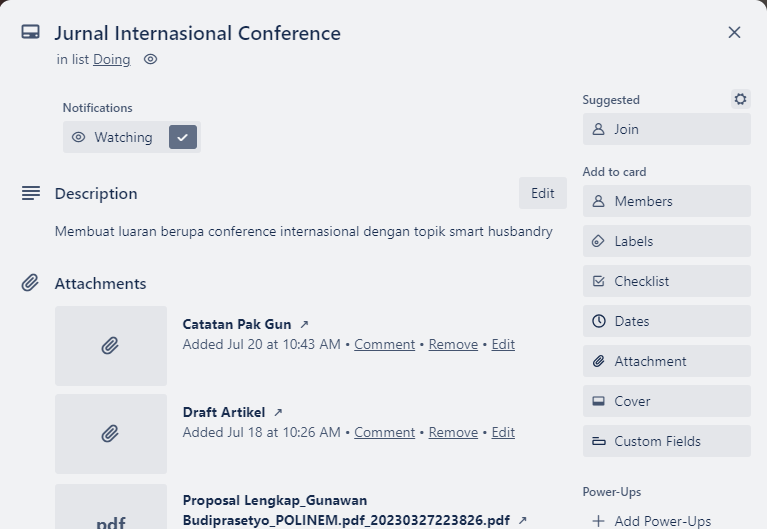 Jurnal Internasional Conference
in list Doing
Notifications
Watching
Description
Edit
Membuat luaran berupa conference internasional dengan topik smart husbandry
Attachments
Catatan Pak Gun ↗
Added Jul 20 at 10:43 AM • Comment • Remove • Edit
Draft Artikel ↗
Added Jul 18 at 10:26 AM • Comment • Remove • Edit
pdf
Proposal Lengkap_Gunawan
Budiprasetyo_POLINEM.pdf_20230327223826.pdf ↗
Suggested
Join
Add to card
Members
Labels
Checklist
Dates
Attachment
Cover
Custom Fields
Power-Ups
Add Power-Ups